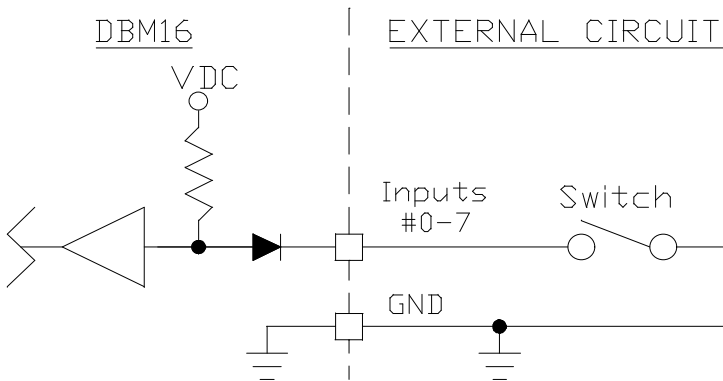 DBM16
EXTERNAL CIRCUIT
VDC
Inputs
#0-7
Switch
GND